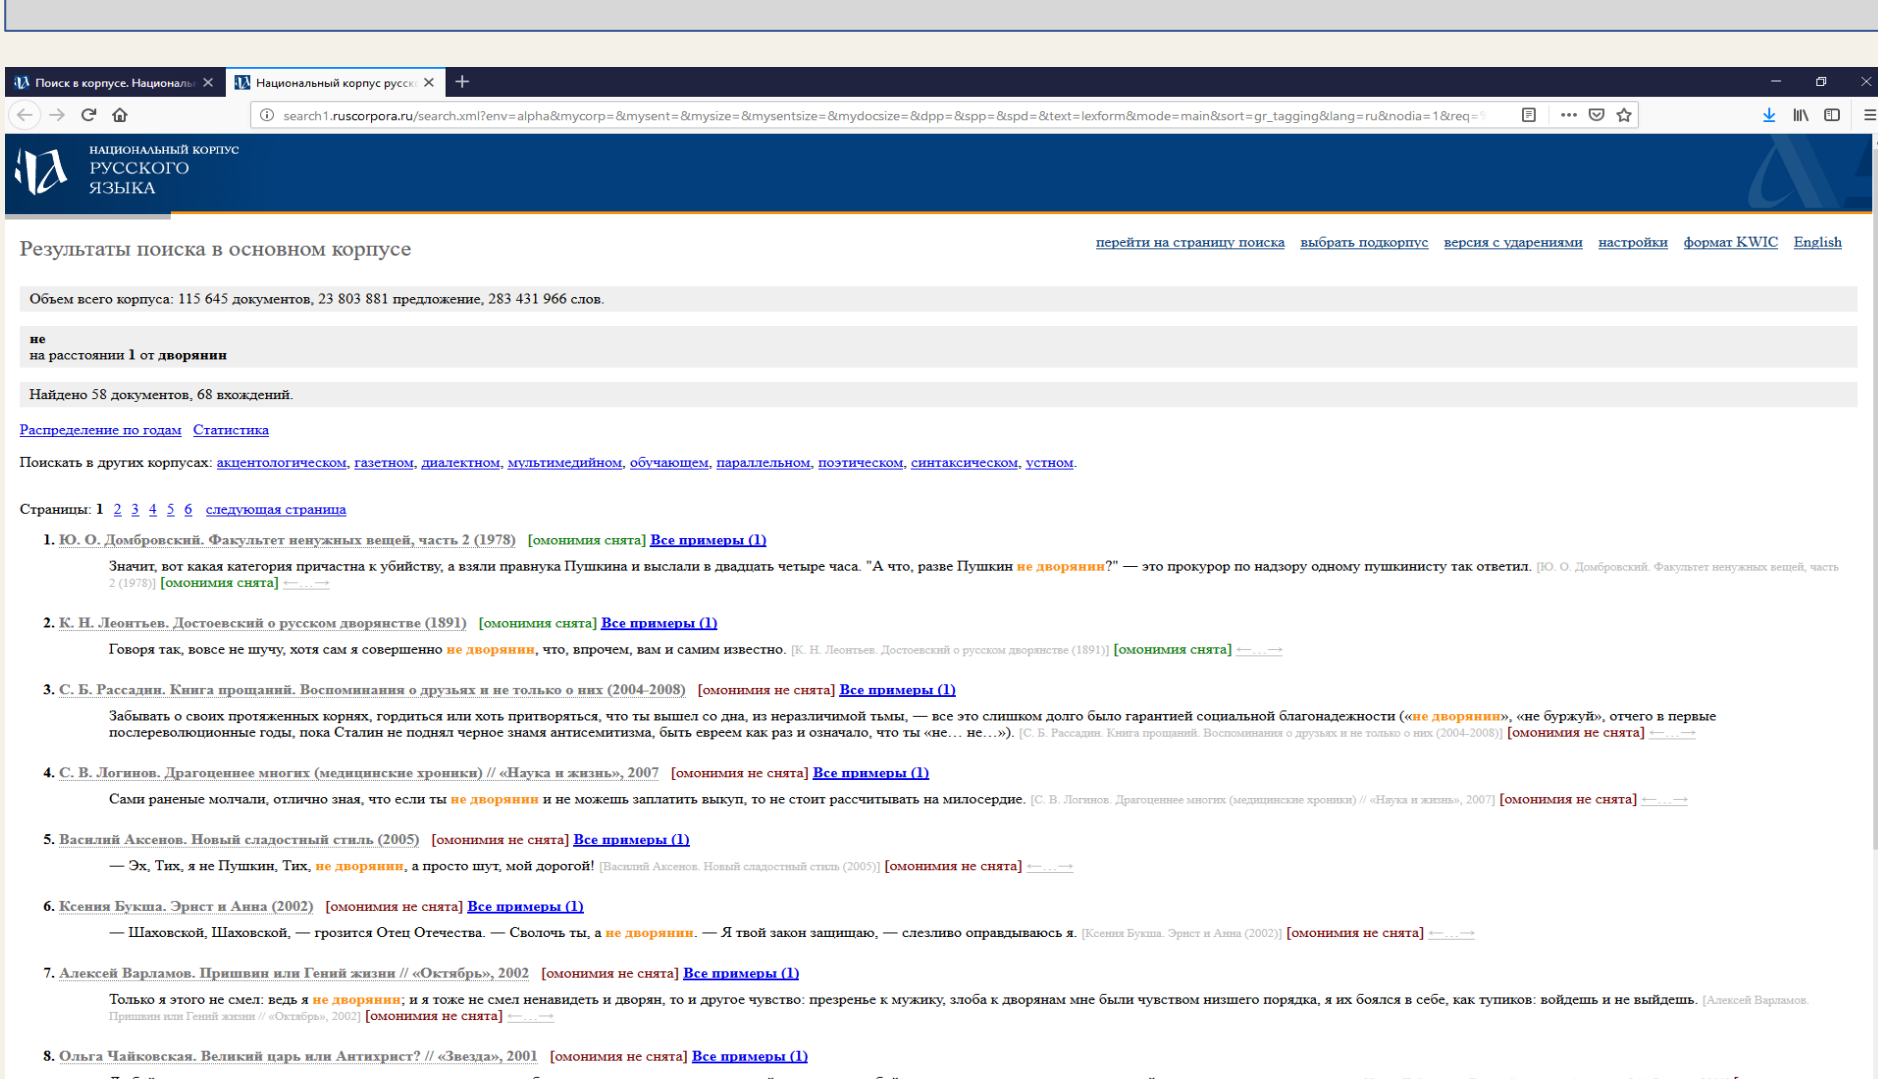 Поиск в корпусе. Националь
Национальный корпус русск
search1.ruscorpora.ru/search.xml?env=alpha&mycorp=&mysent=&mysize=&mysentsize=&mydocsize=&dpp=&spp=&spd=&text=lexform&mode=main&sort=gr_tagging&lang=ru&nodia=1&req=
НАЦИОНАЛЬНЫЙ КОРПУС
РУССКОГО
ЯЗЫКА
Результаты поиска в основном корпусе
перейти на страницу поиска выбрать подкорпус версия с ударениями настройки формат KWIC English
Объем всего корпуса: 115 645 документов, 23 803 881 предложение, 283 431 966 слов.
не
на расстоянии 1 от дворянин
Найдено 58 документов, 68 вхождений.
Распределение по годам Статистика
Поискать в других корпусах: акцентологическом, газетном, диалектном, мультимедийном, обучающем, параллельном, поэтическом, синтаксическом, устном.
Страницы: 1 2 3 4 5 6 следующая страница
1. Ю. О. Домбровский. Факультет ненужных вещей, часть 2 (1978) [омонимия снята] Все примеры (1)
Значит, вот какая категория причастна к убийству, а взяли правнука Пушкина и выслали в двадцать четыре часа. "А что, разве Пушкин не дворянин?" — это прокурор по надзору одному пушкинисту так ответил. [Ю. О. Домбровский. Факультет ненужных вещей, часть
2 (1978)] [омонимия снята] ←…→
2. К. Н. Леонтьев. Достоевский о русском дворянстве (1891) [омонимия снята] Все примеры (1)
Говоря так, вовсе не шучу, хотя сам я совершенно не дворянин, что, впрочем, вам и самим известно. [К. Н. Леонтьев. Достоевский о русском дворянстве (1891)] [омонимия снята] ←…→
3. С. Б. Рассадин. Книга прощаний. Воспоминания о друзьях и не только о них (2004-2008) [омонимия не снята] Все примеры (1)
Забывать о своих протяженных корнях, гордиться или хоть притворяться, что ты вышел со дна, из неразличимой тьмы, — все это слишком долго было гарантией социальной благонадежности («не дворянин», «не буржуй», отчего в первые
послереволюционные годы, пока Сталин не поднял черное знамя антисемитизма, быть евреем как раз и означало, что ты «не… не…»). [С. Б. Рассадин. Книга прощаний. Воспоминания о друзьях и не только о них (2004-2008)] [омонимия не снята] ←…→
4. С. В. Логинов. Драгоценнее многих (медицинские хроники) // «Наука и жизнь», 2007 [омонимия не снята] Все примеры (1)
Сами раненые молчали, отлично зная, что если ты не дворянин и не можешь заплатить выкуп, то не стоит рассчитывать на милосердие. [С. В. Логинов. Драгоценнее многих (медицинские хроники) // «Наука и жизнь», 2007] [омонимия не снята] ←…→
5. Василий Аксенов. Новый сладостный стиль (2005) [омонимия не снята] Все примеры (1)
— Эх, Тих, я не Пушкин, Тих, не дворянин, а просто шут, мой дорогой! [Василий Аксенов. Новый сладостный стиль (2005)] [омонимия не снята] ←…→
6. Ксения Букша. Эрнст и Анна (2002) [омонимия не снята] Все примеры (1)
— Шаховской, Шаховской, — грозится Отец Отечества. — Сволочь ты, а не дворянин. — Я твой закон защищаю, — слезливо оправдываюсь я. [Ксения Букша. Эрнст и Анна (2002)] [омонимия не снята] ←…→
7. Алексей Варламов. Пришвин или Гений жизни // «Октябрь», 2002 [омонимия не снята] Все примеры (1)
Только я этого не смел: ведь я не дворянин; и я тоже не смел ненавидеть и дворян, то и другое чувство: презренье к мужику, злоба к дворянам мне были чувством низшего порядка, я их боялся в себе, как тупиков: войдешь и не выйдешь. [Алексей Варламов.
Пришвин или Гений жизни // «Октябрь», 2002] [омонимия не снята] ←…→
8. Ольга Чайковская. Великий царь или Антихрист? // «Звезда», 2001 [омонимия не снята] Все примеры (1)